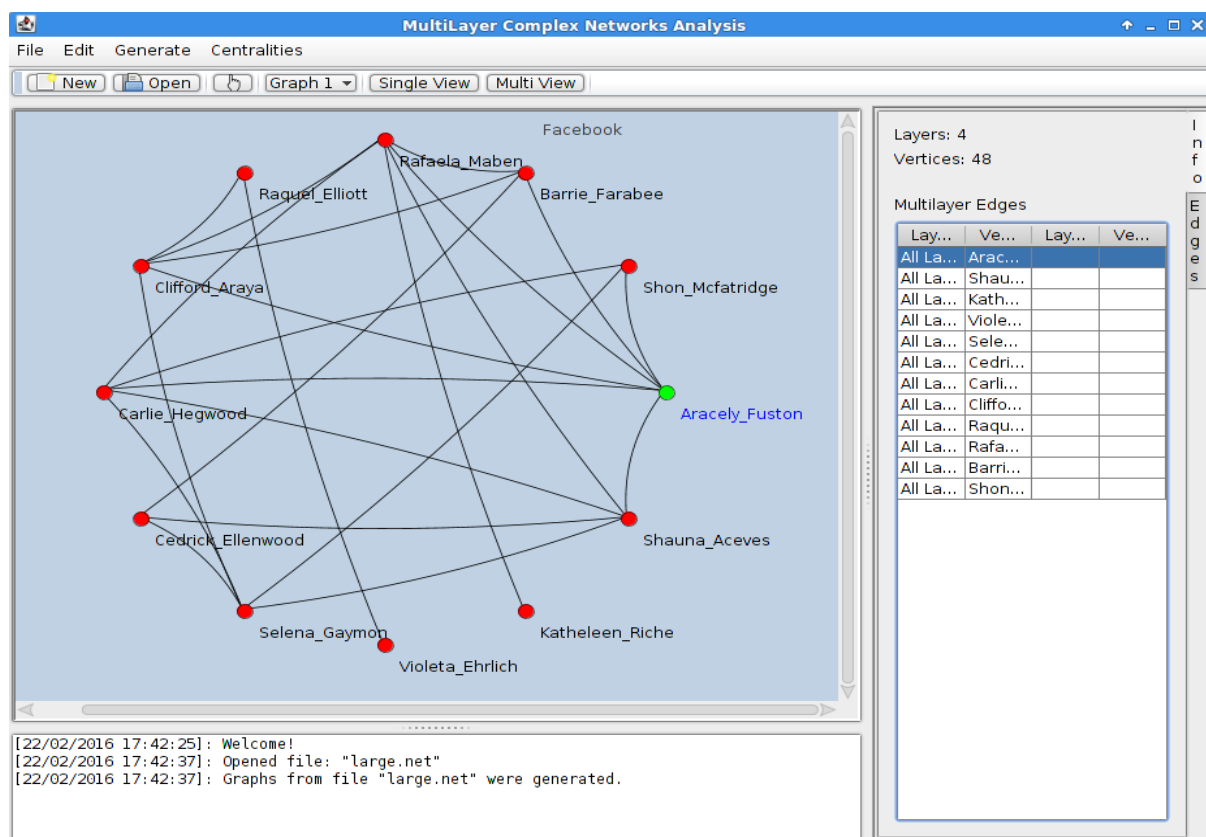 MultiLayer Complex Networks Analysis
File Edit Generate Centralities
New Open Graph 1 Single View Multi View
Facebook
Rafaela_Maben
Raquel_Elliott
Barrie_Farabee
Clifford_Araya
Shon_Mcfatridge
Carlie_Hegwood
Aracely_Fuston
Cedrick_Ellenwood
Shauna_Aceves
Selena_Gaymon
Katheleen_Riche
Violeta_Ehrlich
[22/02/2016 17:42:25]: Welcome!
[22/02/2016 17:42:37]: Opened file: "large.net"
[22/02/2016 17:42:37]: Graphs from file "large.net" were generated.
Layers: 4
Vertices: 48
Multilayer Edges
Lay... Ve... Lay... Ve...
All La... Arac...
All La... Shau...
All La... Kath...
All La... Viole...
All La... Sele...
All La... Cedri...
All La... Carli...
All La... Cliffo...
All La... Raqu...
All La... Rafa...
All La... Barri...
All La... Shon...
Info
Edges